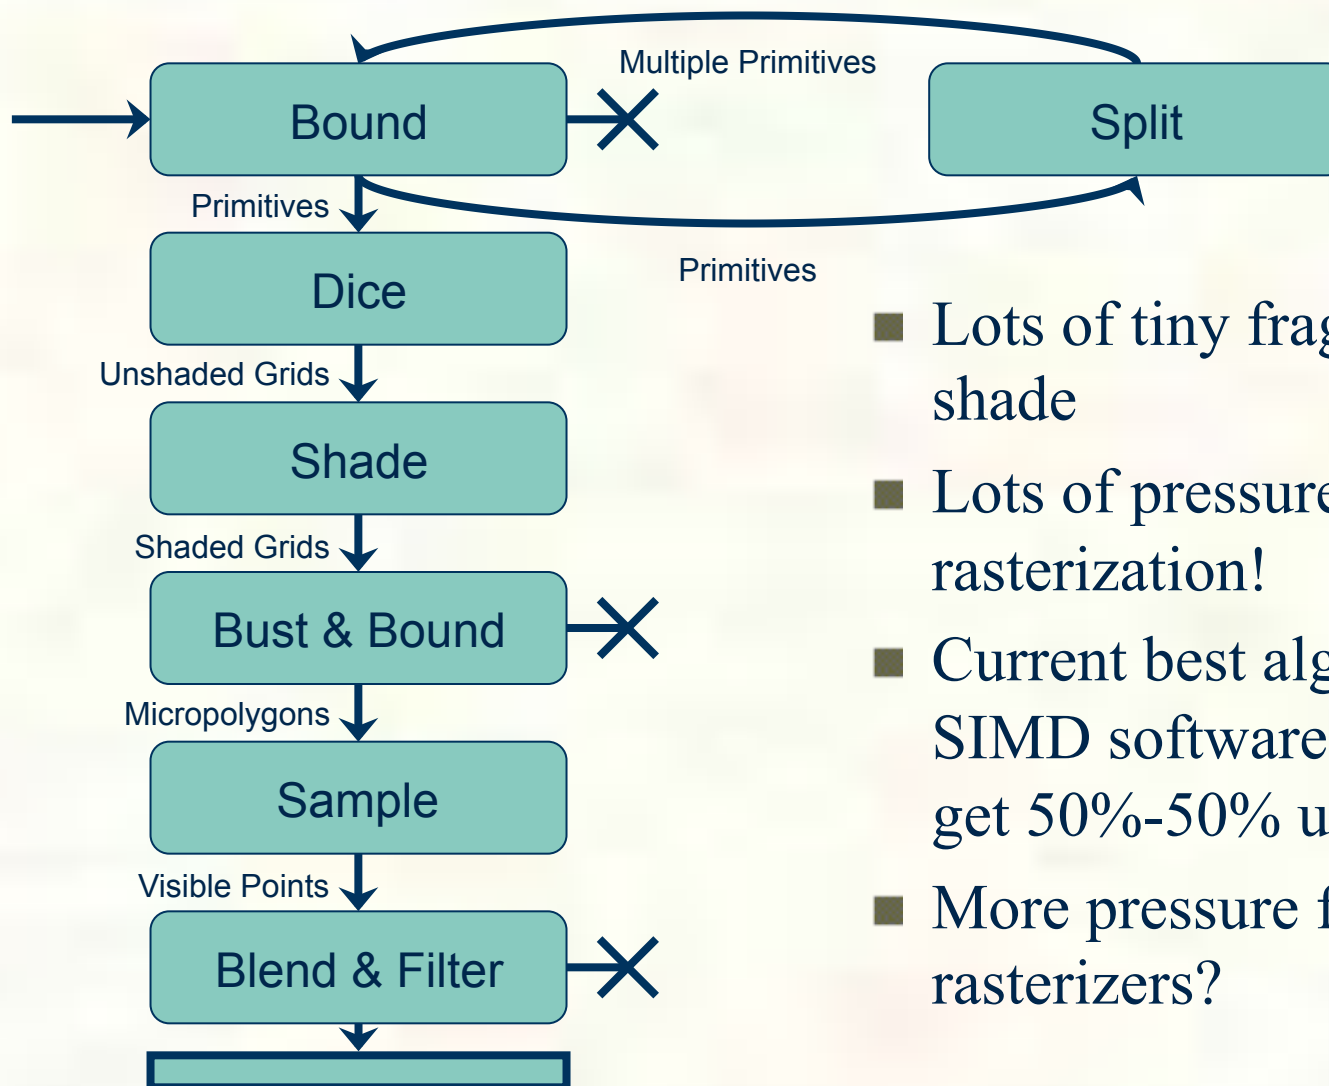 Multiple Primitives
Bound
Split
Primitives
Primitives
Dice
Unshaded Grids
Shade
Shaded Grids
Bust & Bound
Micropolygons
Sample
Visible Points
Blend & Filter
Lots of tiny
shade
Lots of pressure
rasterization!
Current best
SIMD software
get 50%-50%
More pressure
rasterizers?